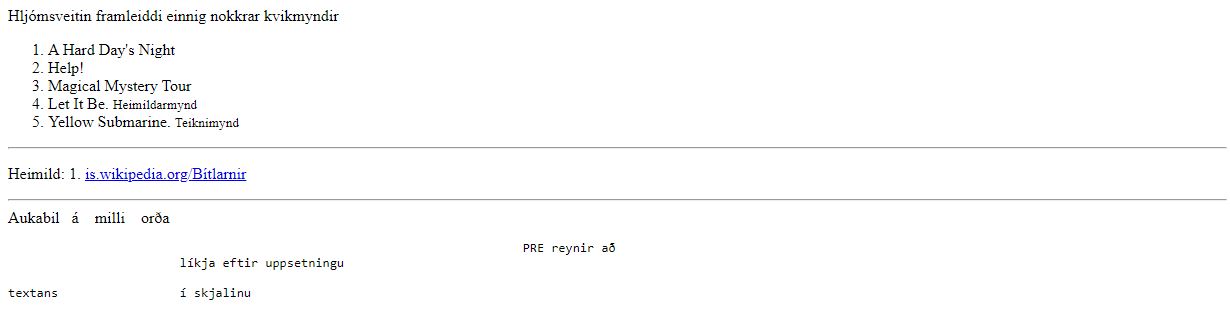 Hljómsveitin framleiddi einnig nokkrar kvikmyndir
1. A Hard Day's Night
2. Help!
3. Magical Mystery Tour
4. Let It Be. Heimildarmynd
5. Yellow Submarine. Teiknimynd
Heimild: 1. is.wikipedia.org/Bítlarnir
Aukabil á milli orða
PRE reynir að
líkja eftir uppsetningu
textans í skjalinu